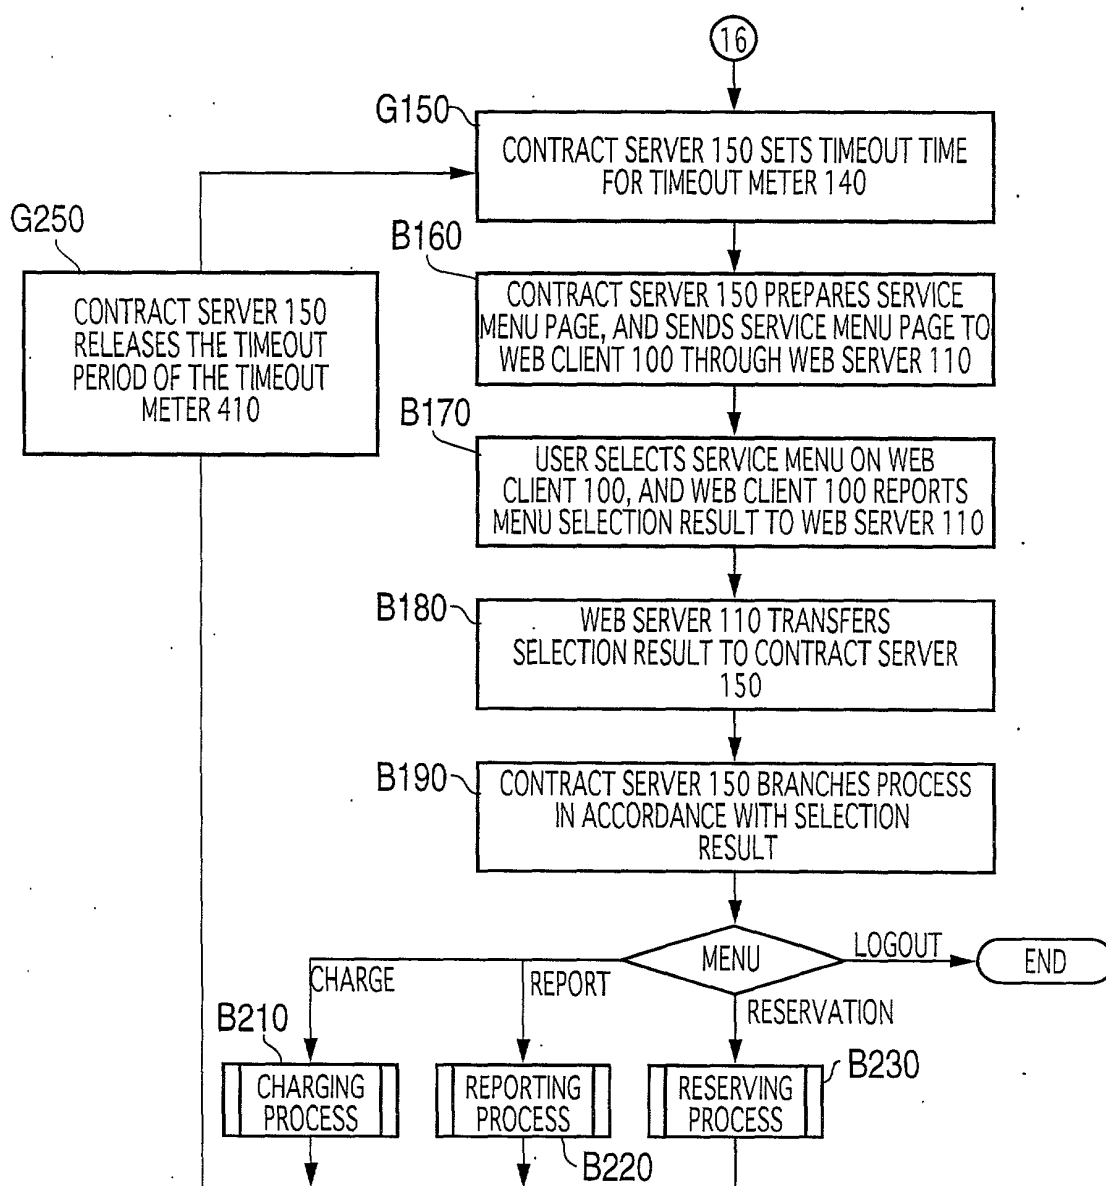 16
G150
CONTRACT SERVER 150 SETS TIMEOUT TIME
FOR TIMEOUT METER 140
G250
CONTRACT SERVER 150
RELEASES THE TIMEOUT
PERIOD OF THE TIMEOUT
METER 410
B160
CONTRACT SERVER 150 PREPARES SERVICE
MENU PAGE, AND SENDS SERVICE MENU PAGE TO
WEB CLIENT 100 THROUGH WEB SERVER 110
B170
USER SELECTS SERVICE MENU ON WEB
CLIENT 100, AND WEB CLIENT 100 REPORTS
MENU SELECTION RESULT TO WEB SERVER 110
B180
WEB SERVER 110 TRANSFERS
SELECTION RESULT TO CONTRACT SERVER
150
B190
CONTRACT SERVER 150 BRANCHES PROCESS
IN ACCORDANCE WITH SELECTION
RESULT
MENU
LOGOUT
END
CHARGE
REPORT
RESERVATION
B210
CHARGING
PROCESS
REPORTING
PROCESS
B220
RESERVING
PROCESS
B230